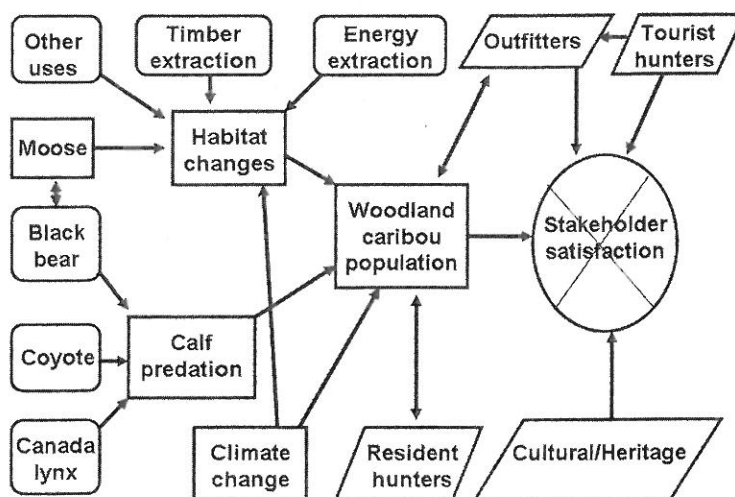 Other
uses
Timber
extraction
Energy
extraction
Outfitters
Tourist
hunters
Moose
Habitat
changes
Black
bear
Woodland
caribou
population
Stakeholder
satisfaction
Coyote
Calf
predation
Canada
lynx
Climate
change
Resident
hunters
Cultural/Heritage